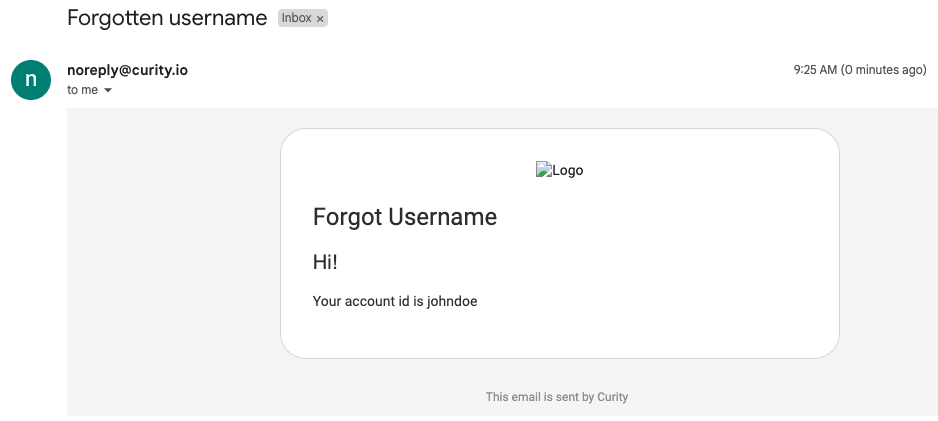 Forgotten username Inbox ×
n
noreply@curity.io 9:25 AM (0 minutes ago)
to me
Logo
Forgot Username
Hi!
Your account id is johndoe
This email is sent by Curity